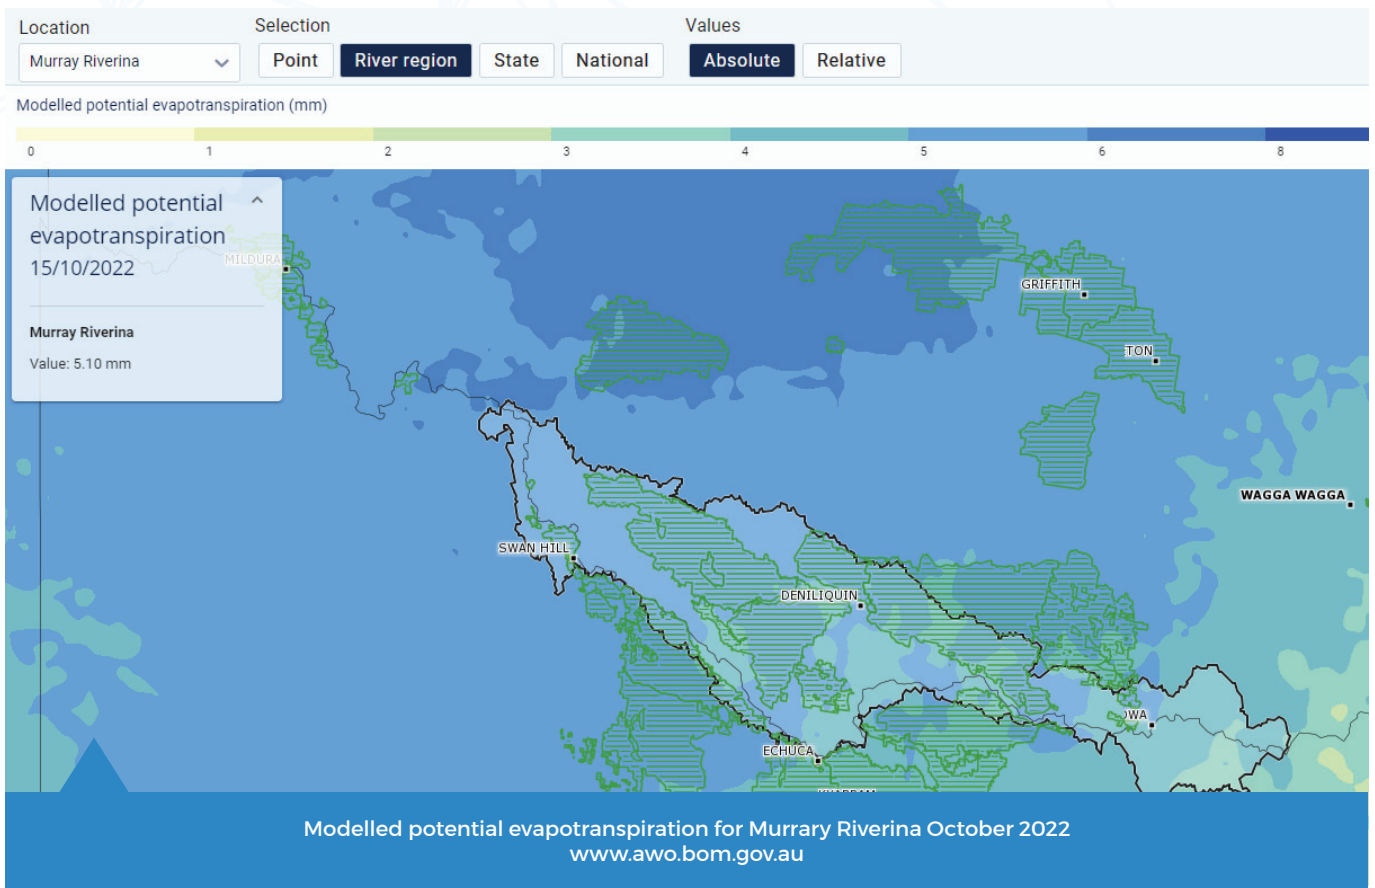 Location
Selection
Values
Murray Riverina
Point
River region
State
National
Absolute
Relative
Modelled potential evapotranspiration (mm)
0 1 2 3 4 5 6 8
Modelled potential
evapotranspiration
15/10/2022
Murray Riverina
Value: 5.10 mm
MILDURA
GRIFFITH
TON
WAGGA WAGGA
SWAN HILL
DENILIQUIN
OWA
ECHUCA
Modelled potential evapotranspiration for Murrary Riverina October 2022
www.awo.bom.gov.au